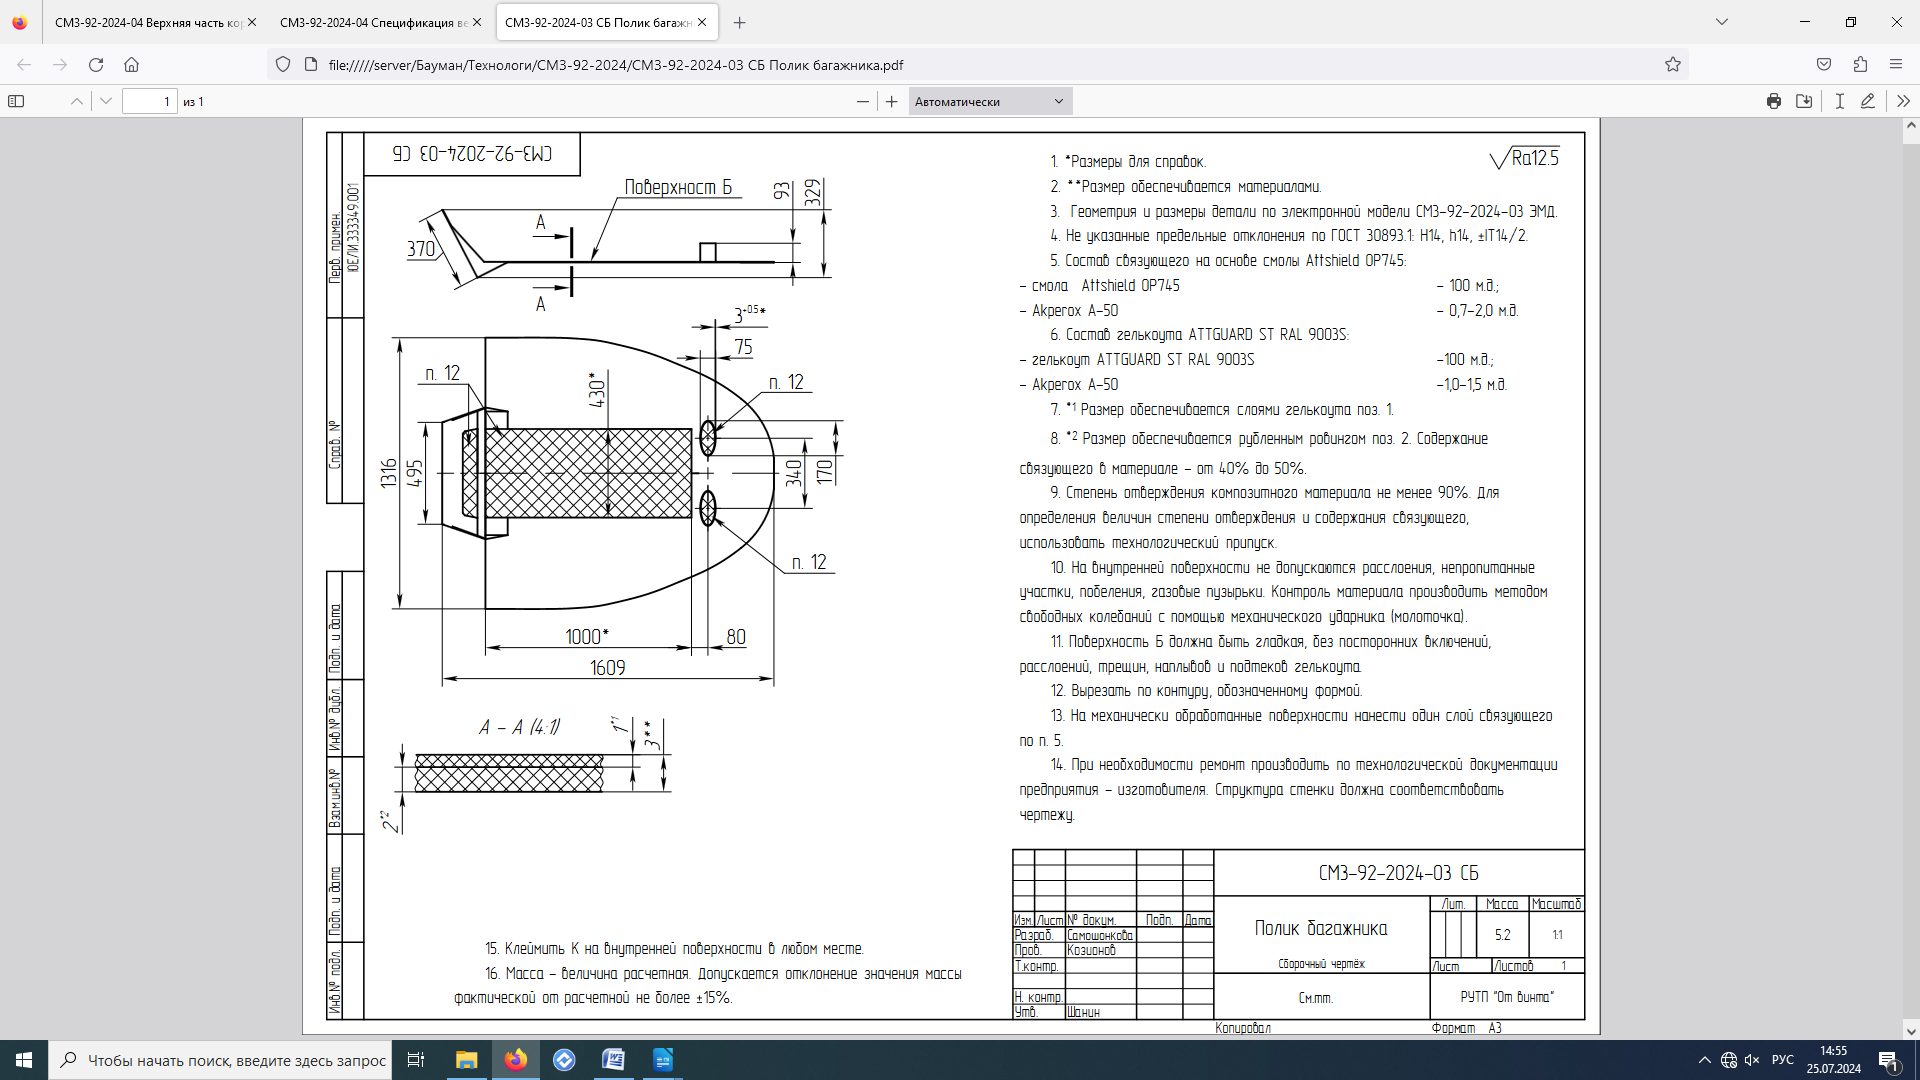 СМЗ-92-2024-04 Верхняя часть кор
СМЗ-92-2024-04 Спецификация ве
СМЗ-92-2024-03 СБ Полик багажн
file://///server/Бауман/Технологи/СМЗ-92-2024/СМЗ-92-2024-03 СБ Полик багажника.pdf
1
из 1
Автоматически
СМЗ-92-2024-03 СБ
Перв. примен.
ЮЕЛИ.333349.001
Справ. №
Подп. и дата
Инв.№ дубл.
Взам.инв.№
Подп. и дата
Инв.№ подл.
Поверхност Б
93
329
370
А
А
3+0.5*
75
п. 12
п. 12
430*
1316
495
340
170
п. 12
1000*
80
1609
А - А (4:1)
1*1
3**
2*2
Ra12.5
1. *Размеры для справок.
2. **Размер обеспечивается материалами.
3. Геометрия и размеры детали по электронной модели СМЗ-92-2024-03 ЭМД.
4. Не указанные предельные отклонения по ГОСТ 30893.1: Н14, h14, ±IT14/2.
5. Состав связующего на основе смолы Attshield OP745:
- смола Attshield OP745 - 100 м.д.;
- Akperox A-50 - 0,7-2,0 м.д.
6. Состав гелькоута ATTGUARD ST RAL 9003S:
- гелькоут ATTGUARD ST RAL 9003S -100 м.д.;
- Akperox A-50 -1,0-1,5 м.д.
7. *1 Размер обеспечивается слоями гелькоута поз. 1.
8. *2 Размер обеспечивается рубленным ровингом поз. 2. Содержание
связующего в материале - от 40% до 50%.
9. Степень отверждения композитного материала не менее 90%. Для
определения величин степени отверждения и содержания связующего,
использовать технологический припуск.
10. На внутренней поверхности не допускаются расслоения, непропитанные
участки, побеления, газовые пузырьки. Контроль материала производить методом
свободных колебаний с помощью механического ударника (молоточка).
11. Поверхность Б должна быть гладкая, без посторонних включений,
расслоений, трещин, наплывов и подтеков гелькоута.
12. Вырезать по контуру, обозначенному формой.
13. На механически обработанные поверхности нанести один слой связующего
по п. 5.
14. При необходимости ремонт производить по технологической документации
предприятия - изготовителя. Структура стенки должна соответствовать
чертежу.
15. Клеймить К на внутренней поверхности в любом месте.
16. Масса - величина расчетная. Допускается отклонение значения массы
фактической от расчетной не более ±15%.
СМЗ-92-2024-03 СБ
Лит. Масса Масштаб
Изм. Лист № докум. Подп. Дата
Разраб. Самошонкова
Пров. Козионов
Т.контр.
Н. контр.
Утв. Шанин
Полик багажника
Сборочный чертёж
5.2
1:1
Лист Листов 1
См.тт.
РУТП "От винта"
Копировал Формат А3
Чтобы начать поиск, введите здесь запрос
РУС
14:55
25.07.2024
1